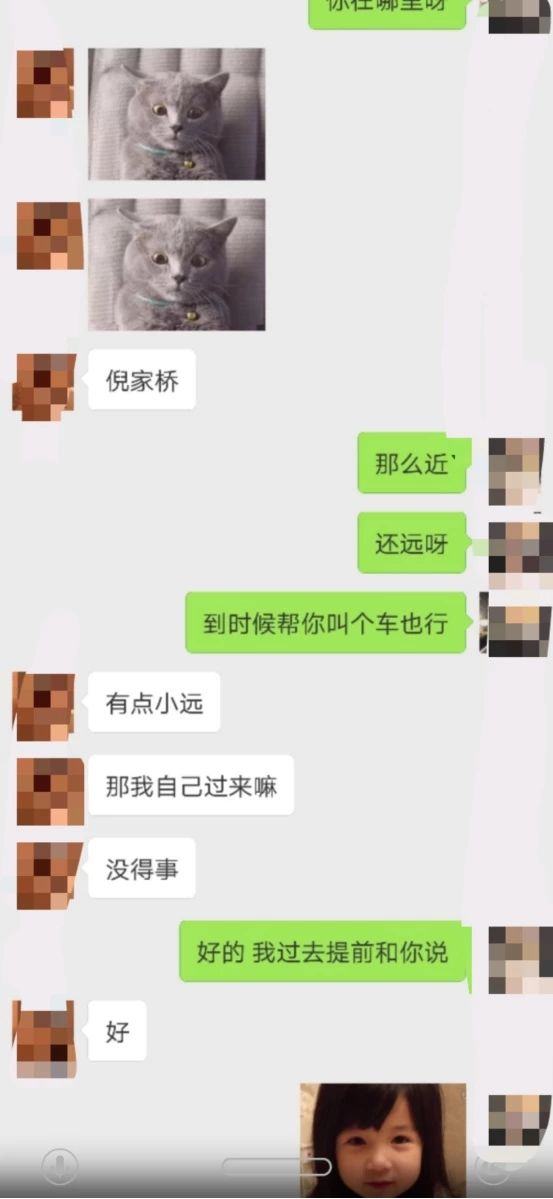 你在哪里呀
倪家桥
那么近
还远呀
到时候帮你叫个车也行
有点小远
那我自己过来嘛
没得事
好的 我过去提前和你说
好